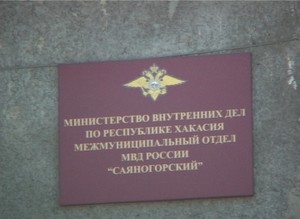 МИНИСТЕРСТВО ВНУТРЕННИХ ДЕЛ
ПО РЕСПУБЛИКЕ ХАКАСИЯ
МЕЖМУНИЦИПАЛЬНЫЙ ОТДЕЛ
МВД РОССИИ
"САЯНОГОРСКИЙ"